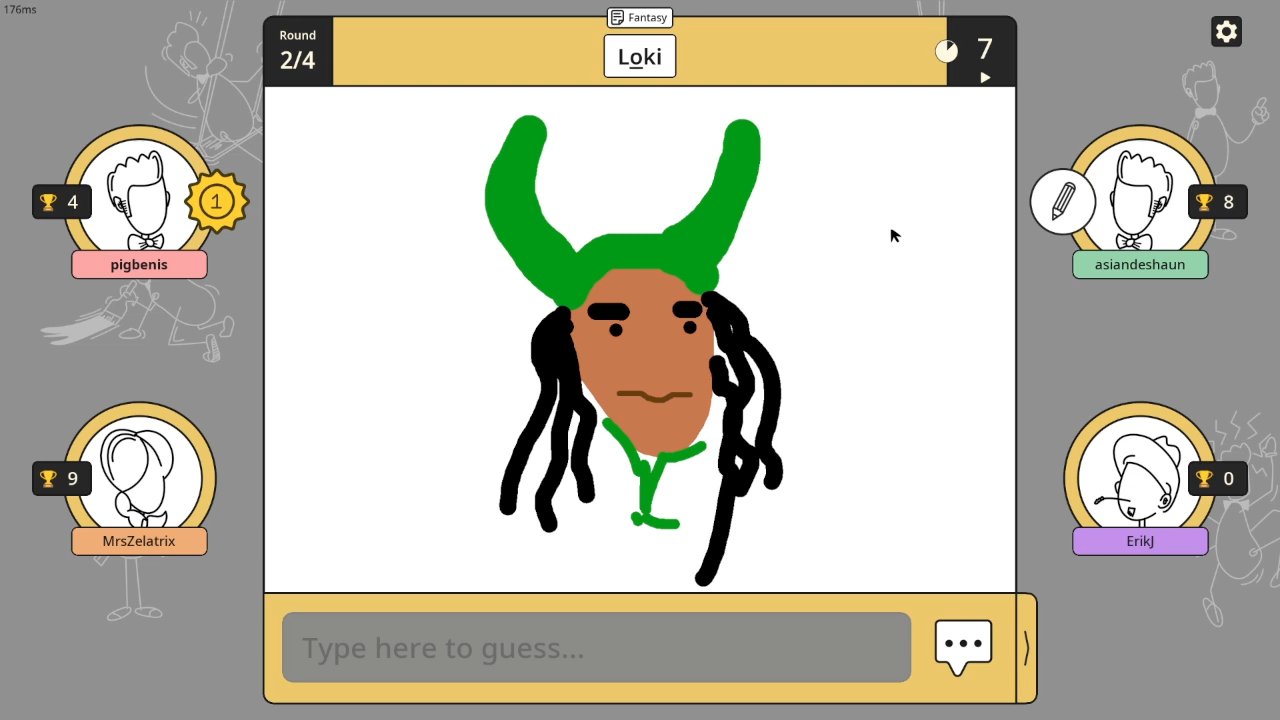 176ms
Fantasy
Round
2/4
Loki
7
4
1
pigbenis
8
asiandeshaun
9
MrsZelatrix
0
ErikJ
Type here to guess...